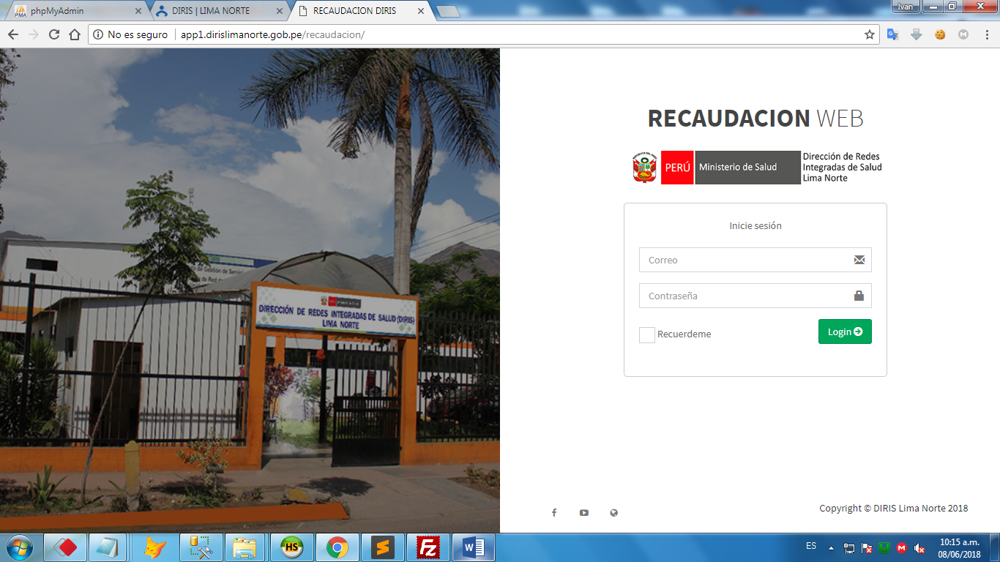 phpMyAdmin
DIRIS | LIMA NORTE
RECAUDACION DIRIS
Ivan
No es seguro
app1.dirislimanorte.gob.pe/recaudacion/
DIRECCIÓN DE REDES INTEGRADAS DE SALUD (DIRIS)
LIMA NORTE
RECAUDACION WEB
PERÚ
Ministerio de Salud
Dirección de Redes
Integradas de Salud
Lima Norte
Inicie sesión
Correo
Contraseña
Recuerdeme
Login
Copyright © DIRIS Lima Norte 2018
HS
Fz
W
ES
10:15 a.m.
08/06/2018